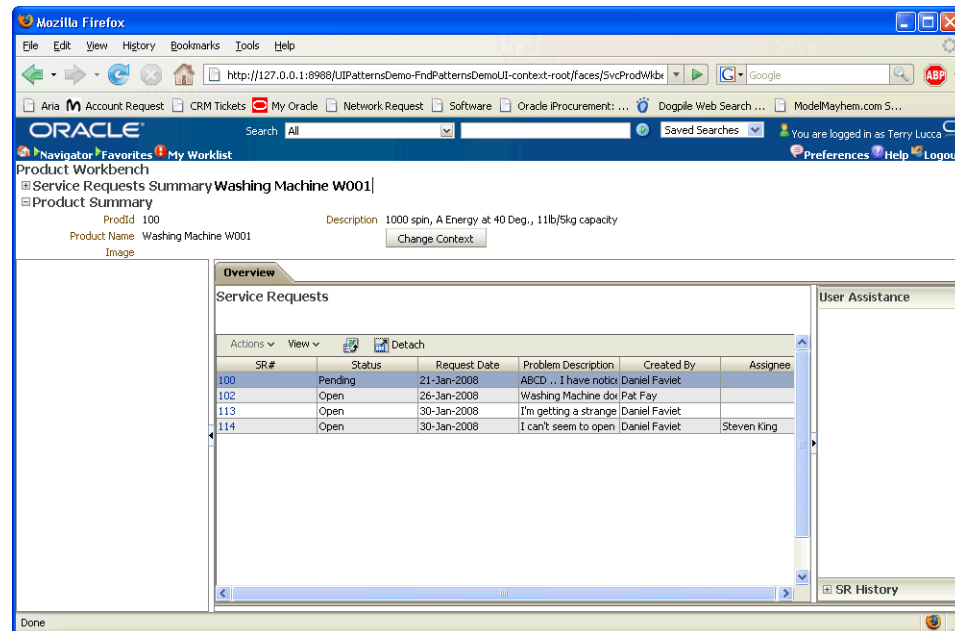 Mozilla Firefox
File Edit View History Bookmarks Tools Help
http://127.0.0.1:8988/UIPatternsDemo-FndPatternsDemoUI-context-root/faces/SvcProdWkbe G Google ABP
Aria M Account Request CRM Tickets My Oracle Network Request Software Oracle iProcurement: ... Dogpile Web Search ... ModelMayhem.com S...
ORACLE Search All Saved Searches You are logged in as Terry Lucca
Navigator Favorites My Worklist Preferences Help Logou
Product Workbench
Service Requests Summary Washing Machine W001
Product Summary
ProdId 100 Description 1000 spin, A Energy at 40 Deg., 11lb/5kg capacity
Product Name Washing Machine W001 Change Context
Image
Overview
Service Requests User Assistance
Actions View Detach
SR# Status Request Date Problem Description Created By Assignee
100 Pending 21-Jan-2008 ABCD .. I have notice Daniel Faviet
102 Open 26-Jan-2008 Washing Machine doe Pat Fay
113 Open 30-Jan-2008 I'm getting a strange Daniel Faviet
114 Open 30-Jan-2008 I can't seem to open Daniel Faviet Steven King
SR History
Done